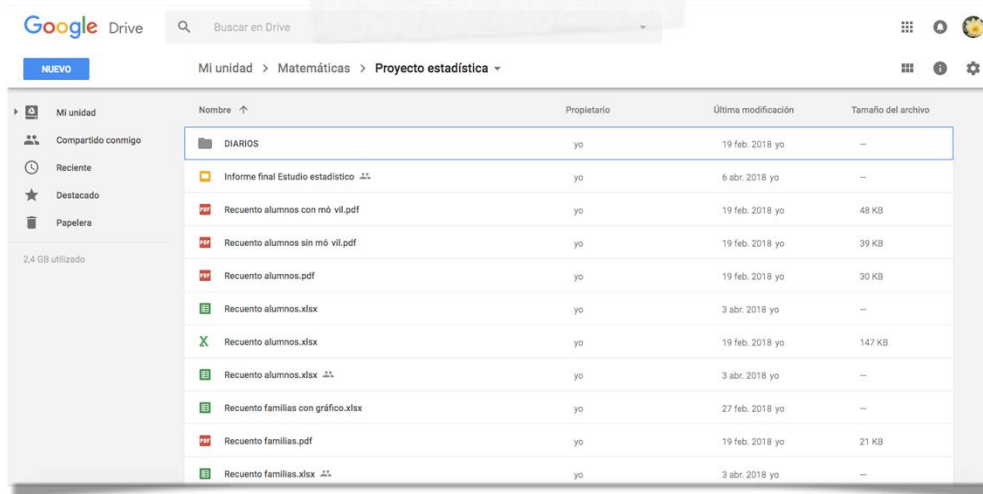 Google Drive
Buscar en Drive
NUEVO
Mi unidad > Matemáticas > Proyecto estadística
Mi unidad
Compartido conmigo
Reciente
Destacado
Papelera
2,4 GB utilizado
Nombre ↑ Propietario Última modificación Tamaño del archivo
DIARIOS yo 19 feb. 2018 yo —
Informe final Estudio estadístico yo 6 abr. 2018 yo —
PDF Recuento alumnos con mó vil.pdf yo 19 feb. 2018 yo 48 KB
PDF Recuento alumnos sin mó vil.pdf yo 19 feb. 2018 yo 39 KB
PDF Recuento alumnos.pdf yo 19 feb. 2018 yo 30 KB
Recuento alumnos.xlsx yo 3 abr. 2018 yo —
Recuento alumnos.xlsx yo 19 feb. 2018 yo 147 KB
Recuento alumnos.xlsx yo 3 abr. 2018 yo —
Recuento familias con gráfico.xlsx yo 27 feb. 2018 yo —
PDF Recuento familias.pdf yo 19 feb. 2018 yo 21 KB
Recuento familias.xlsx yo 3 abr. 2018 yo —